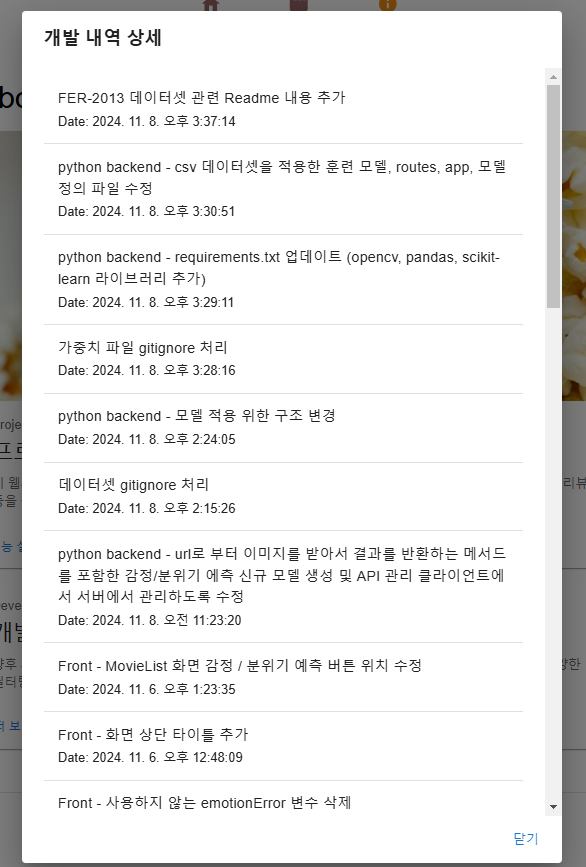 개발 내역 상세
FER-2013 데이터셋 관련 Readme 내용 추가
Date: 2024. 11. 8. 오후 3:37:14
python backend - csv 데이터셋을 적용한 훈련 모델, routes, app, 모델
정의 파일 수정
Date: 2024. 11. 8. 오후 3:30:51
python backend - requirements.txt 업데이트 (opencv, pandas, scikit-
learn 라이브러리 추가)
Date: 2024. 11. 8. 오후 3:29:11
가중치 파일 gitignore 처리
Date: 2024. 11. 8. 오후 3:28:16
python backend - 모델 적용 위한 구조 변경
Date: 2024. 11. 8. 오후 2:24:05
데이터셋 gitignore 처리
Date: 2024. 11. 8. 오후 2:15:26
python backend - url로 부터 이미지를 받아서 결과를 반환하는 메서드
를 포함한 감정/분위기 에측 신규 모델 생성 및 API 관리 클라이언트에
서 서버에서 관리하도록 수정
Date: 2024. 11. 8. 오전 11:23:20
Front - MovieList 화면 감정 / 분위기 예측 버튼 위치 수정
Date: 2024. 11. 6. 오후 1:23:35
Front - 화면 상단 타이틀 추가
Date: 2024. 11. 6. 오후 12:48:09
Front - 사용하지 않는 emotionError 변수 삭제
닫기